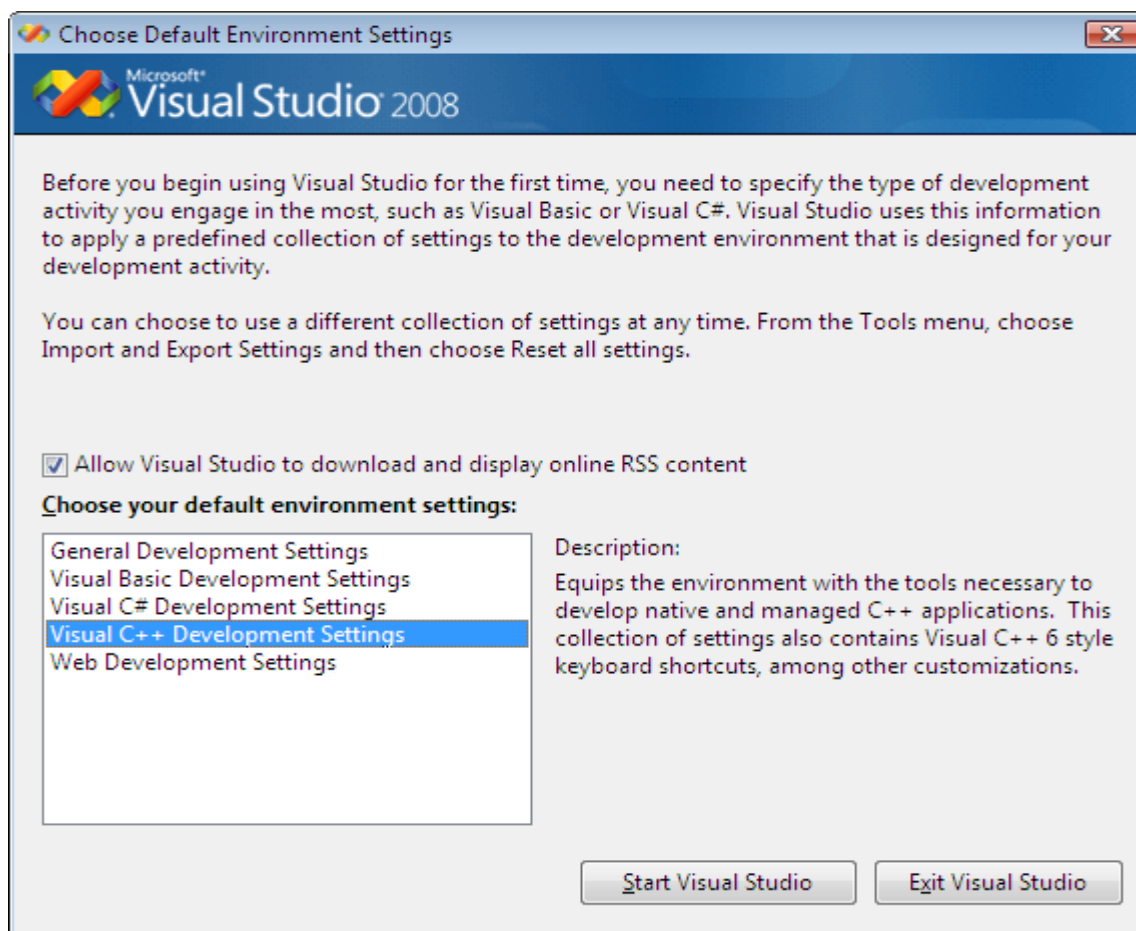 Choose Default Environment Settings
Microsoft®
Visual Studio® 2008
Before you begin using Visual Studio for the first time, you need to specify the type of development
activity you engage in the most, such as Visual Basic or Visual C#. Visual Studio uses this information
to apply a predefined collection of settings to the development environment that is designed for your
development activity.
You can choose to use a different collection of settings at any time. From the Tools menu, choose
Import and Export Settings and then choose Reset all settings.
Allow Visual Studio to download and display online RSS content
Choose your default environment settings:
General Development Settings
Visual Basic Development Settings
Visual C# Development Settings
Visual C++ Development Settings
Web Development Settings
Description:
Equips the environment with the tools necessary to
develop native and managed C++ applications.  This
collection of settings also contains Visual C++ 6 style
keyboard shortcuts, among other customizations.
Start Visual Studio
Exit Visual Studio